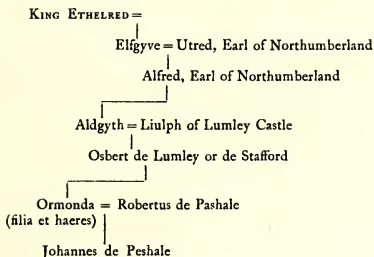 King Ethelred =
Elfgyve = Utred, Earl of Northumberland
Alfred, Earl of Northumberland
Aldgyth = Liulph of Lumley Castle
Osbert de Lumley or de Stafford
Ormonda = Robertus de Pashale
(filia et haeres)
Johannes de Peshale